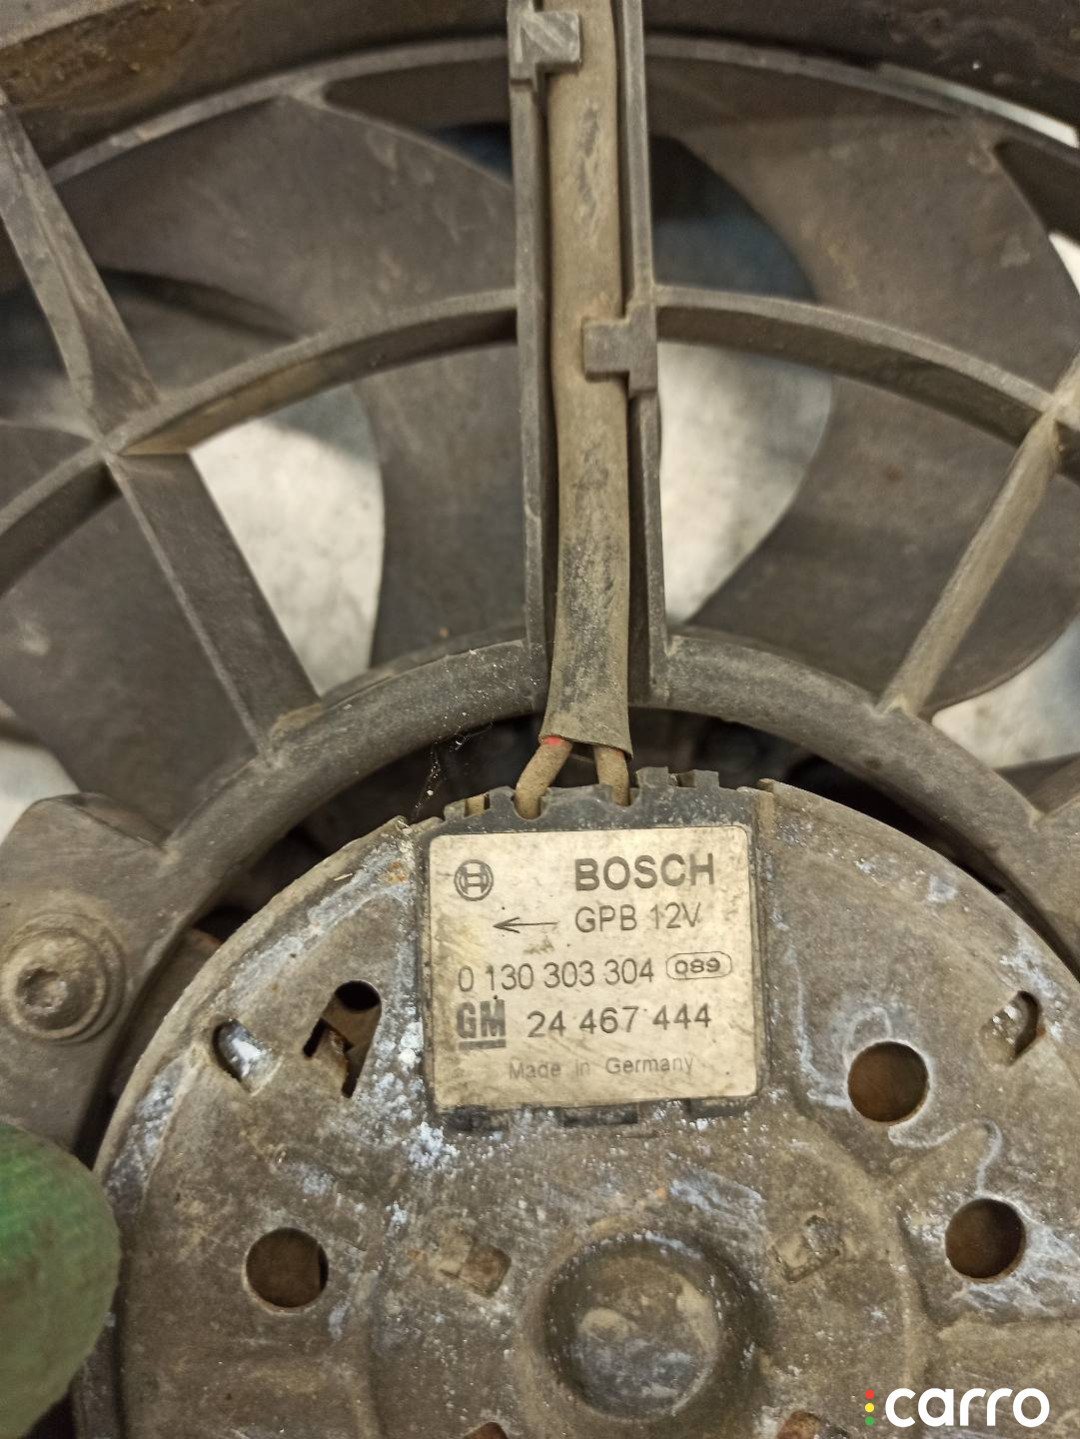 BOSCH
GPB 12V
0 130 303 304 089
GM 24 467 444
Made in Germany
carro